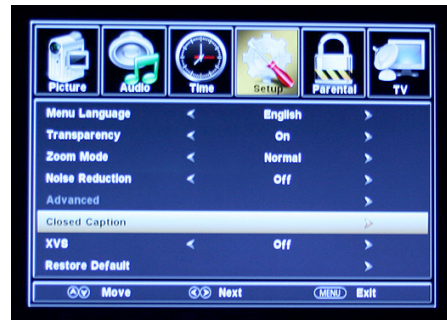 Picture Audio Time Setup Parental TV
Menu Language English
Transparency On
Zoom Mode Normal
Noise Reduction Off
Advanced
Closed Caption
XVS Off
Restore Default
Move Next MENU Exit